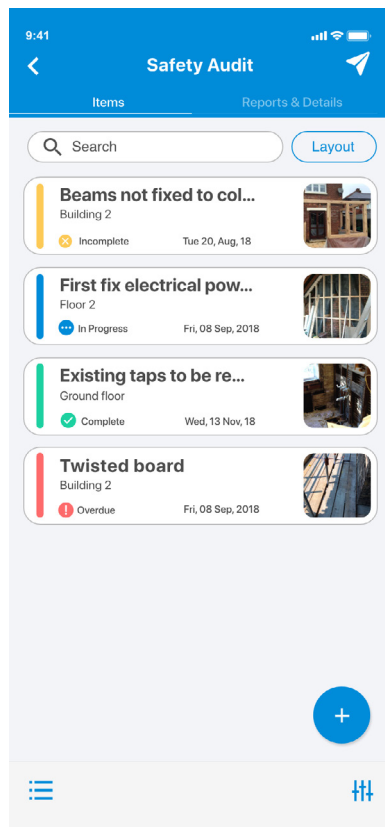 9:41
Safety Audit
Items
Reports & Details
Search
Layout
Beams not fixed to col...
Building 2
Incomplete
Tue 20, Aug, 18
First fix electrical pow...
Floor 2
In Progress
Fri, 08 Sep, 2018
Existing taps to be re...
Ground floor
Complete
Wed, 13 Nov, 18
Twisted board
Building 2
Overdue
Fri, 08 Sep, 2018